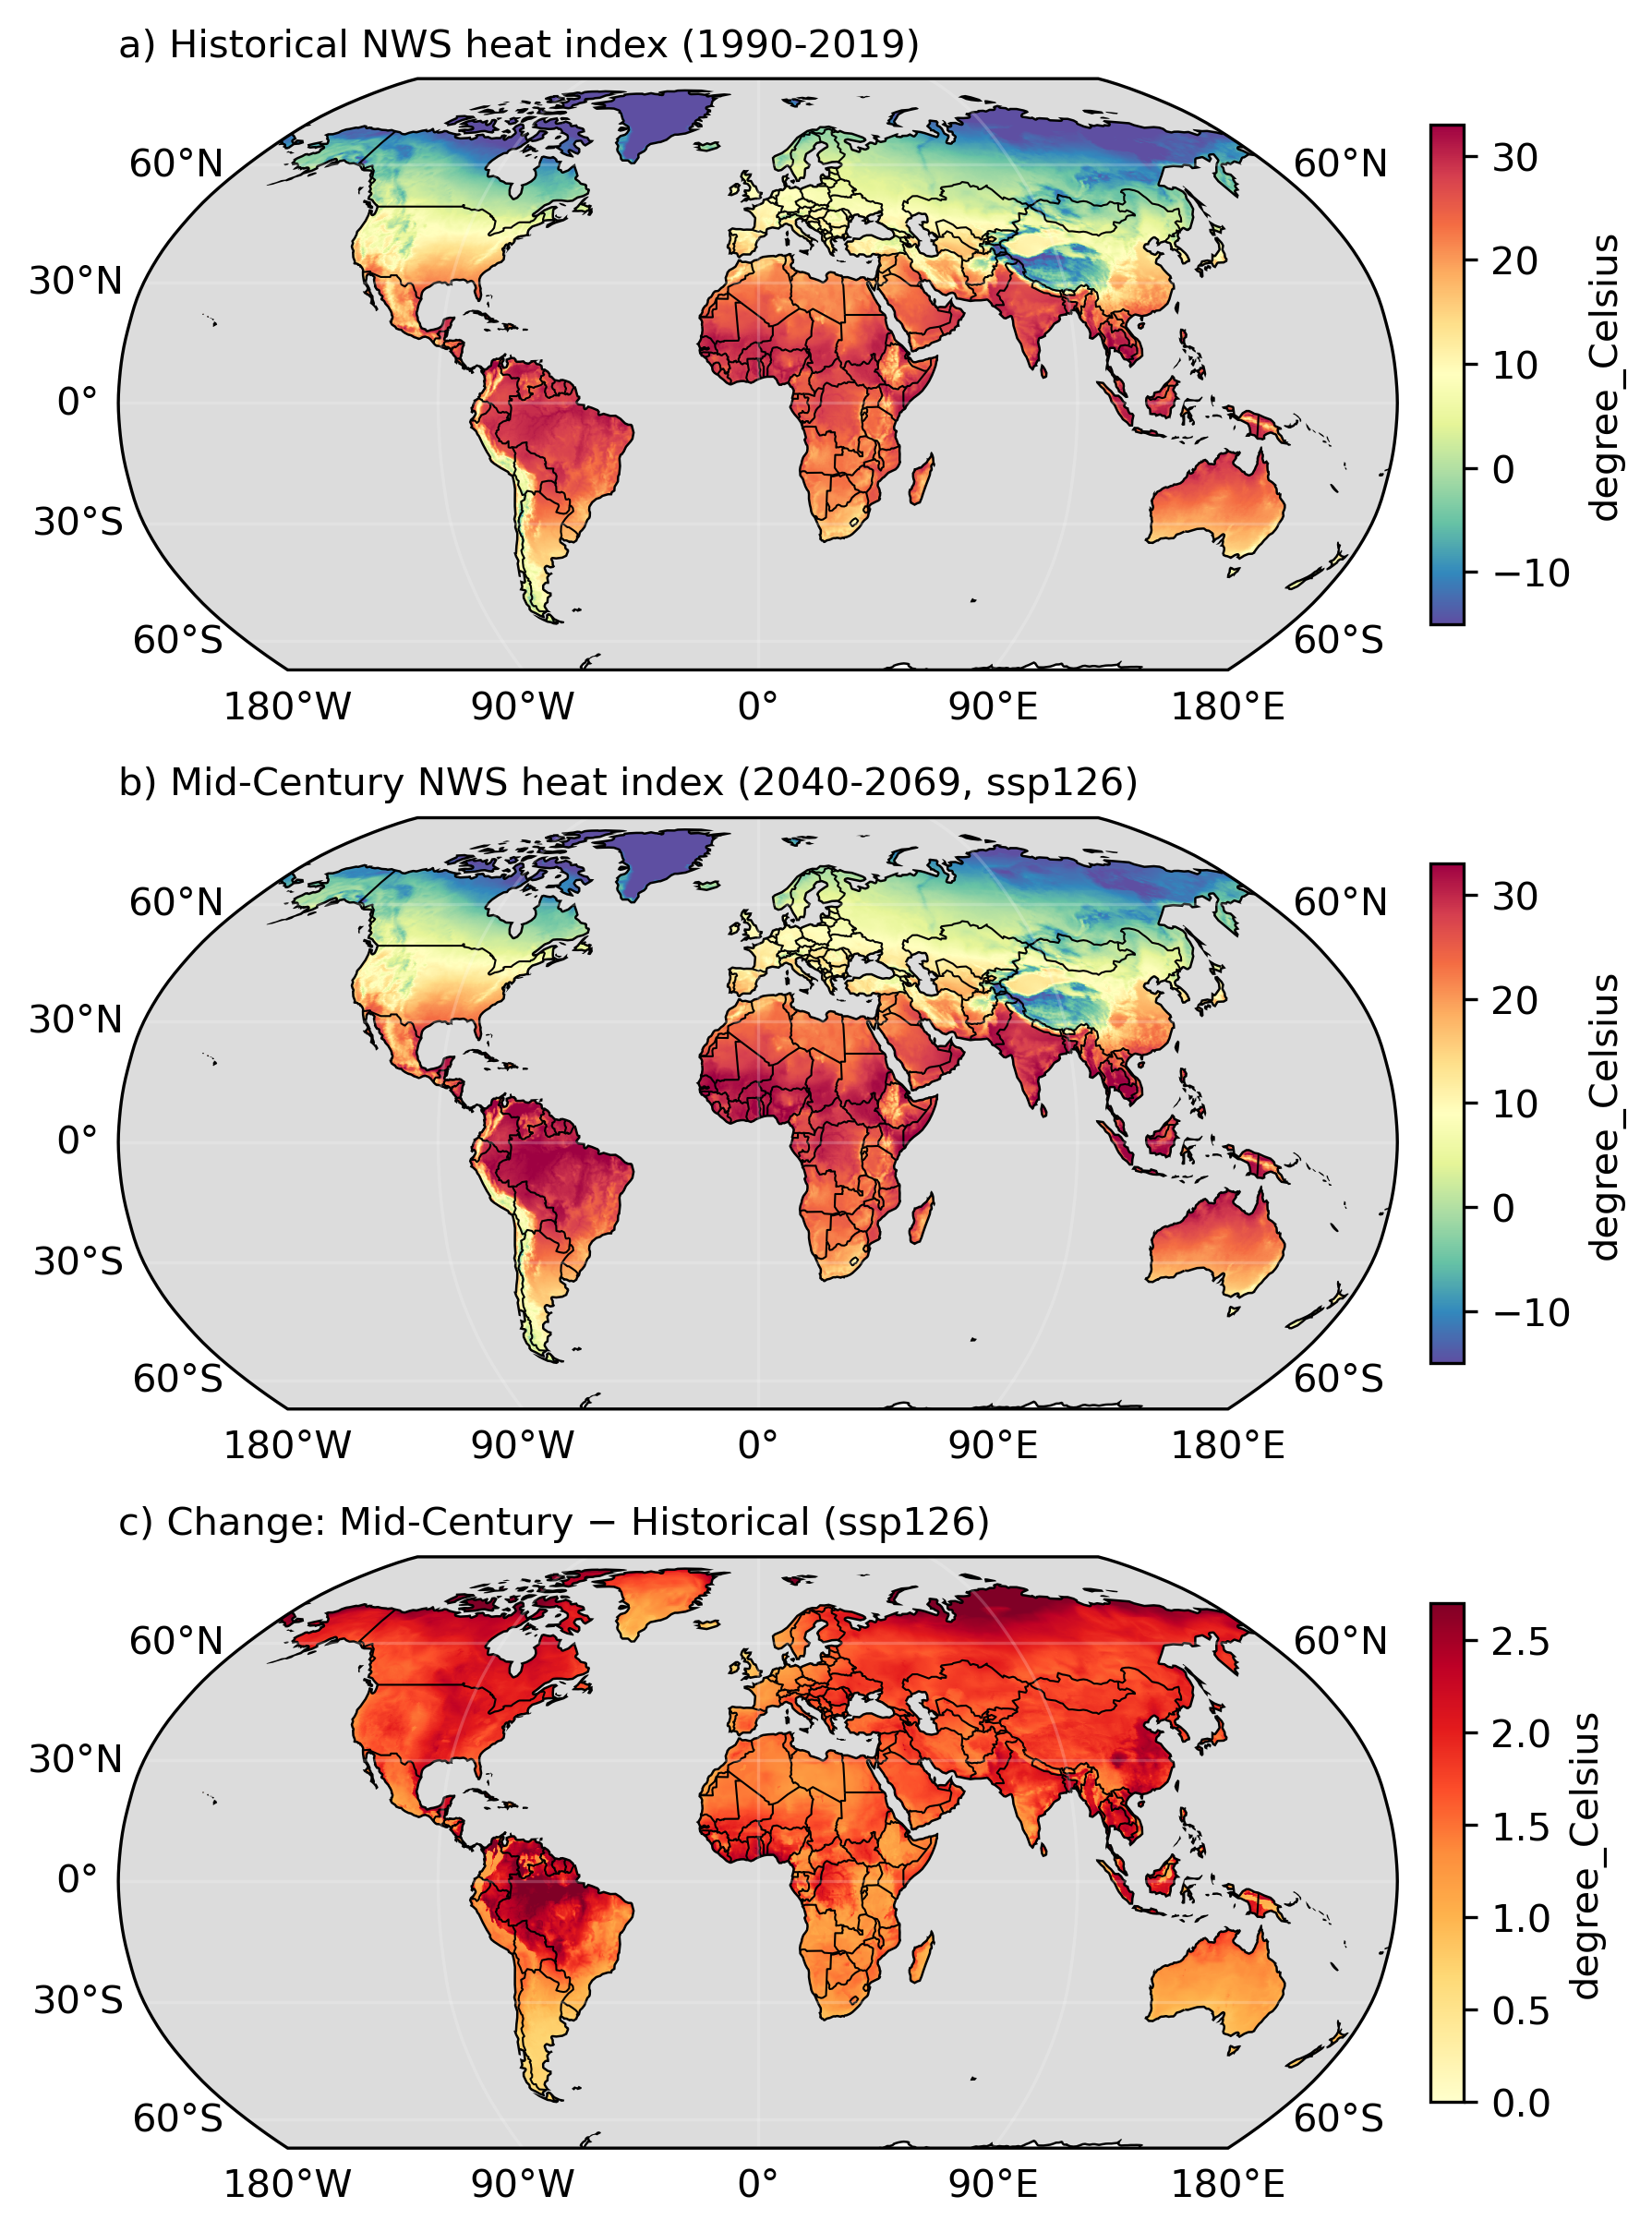 a) Historical NWS heat index (1990-2019)
60°N 60°N
30°N
0°
30°S
60°S 60°S
180°W 90°W 0° 90°E 180°E
30
20
10
0
−10
degree_Celsius
b) Mid-Century NWS heat index (2040-2069, ssp126)
60°N 60°N
30°N
0°
30°S
60°S 60°S
180°W 90°W 0° 90°E 180°E
30
20
10
0
−10
degree_Celsius
c) Change: Mid-Century − Historical (ssp126)
60°N 60°N
30°N
0°
30°S
60°S 60°S
180°W 90°W 0° 90°E 180°E
2.5
2.0
1.5
1.0
0.5
0.0
degree_Celsius